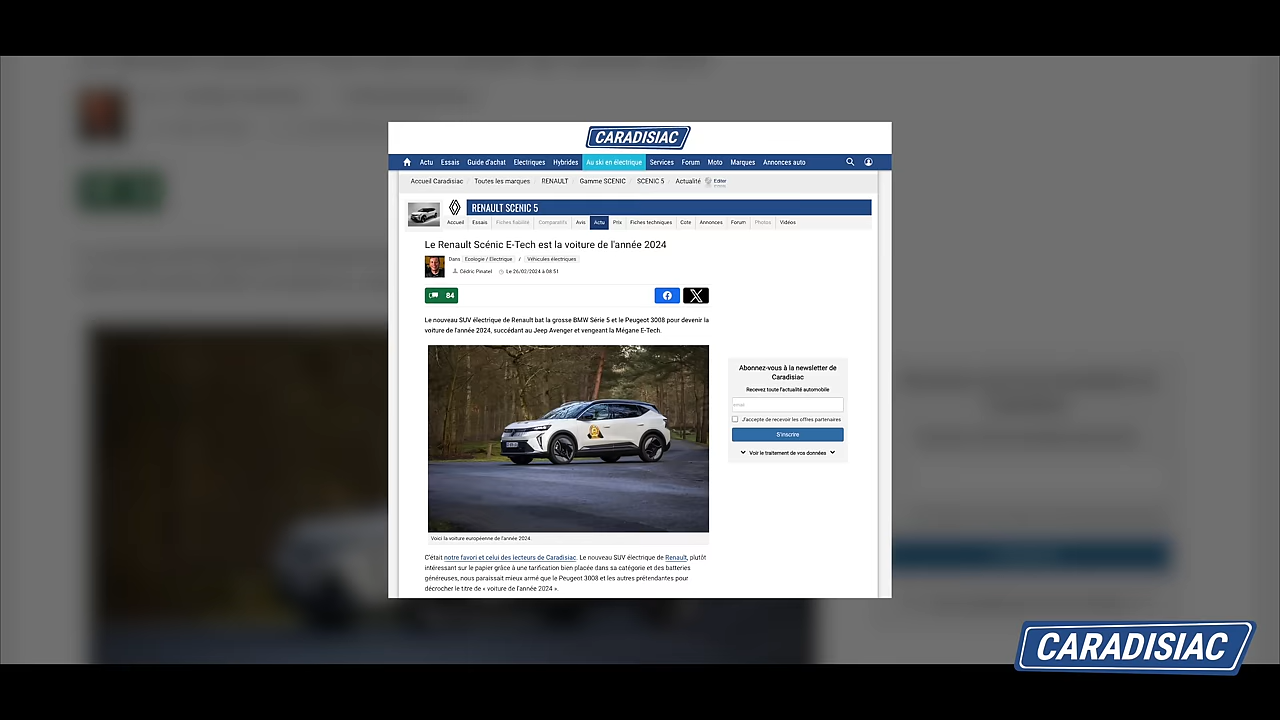 CARADISIAC
Actu Essais Guide d'achat Electriques Hybrides Au ski en électrique Services Forum Moto Marques Annonces auto
Accueil Caradisiac / Toutes les marques / RENAULT / Gamme SCENIC / SCENIC 5 / Actualité Editer
RENAULT SCENIC 5
Accueil Essais Fiches fiabilité Comparatifs Avis Actu Prix Fiches techniques Cote Annonces Forum Photos Vidéos
Le Renault Scénic E-Tech est la voiture de l'année 2024
Dans Ecologie / Electrique / Véhicules électriques
Cédric Pinatel Le 26/02/2024 à 08:51
84
Le nouveau SUV électrique de Renault bat la grosse BMW Série 5 et le Peugeot 3008 pour devenir la
voiture de l'année 2024, succédant au Jeep Avenger et vengeant la Mégane E-Tech.
Abonnez-vous à la newsletter de
Caradisiac
Recevez toute l'actualité automobile
email
J'accepte de recevoir les offres partenaires
S'inscrire
Voir le traitement de vos données
Voici la voiture européenne de l'année 2024.
C'était notre favori et celui des lecteurs de Caradisiac. Le nouveau SUV électrique de Renault, plutôt
intéressant sur le papier grâce à une tarification bien placée dans sa catégorie et des batteries
généreuses, nous paraissait mieux armé que le Peugeot 3008 et les autres prétendantes pour
décrocher le titre de « voiture de l'année 2024 ».
CARADISIAC